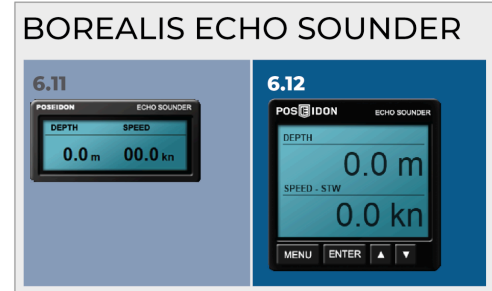 BOREALIS ECHO SOUNDER
6.11
POSEIDON ECHO SOUNDER
DEPTH SPEED
0.0 m 00.0 kn
6.12
POSEIDON ECHO SOUNDER
DEPTH
0.0 m
SPEED - STW
0.0 kn
MENU ENTER ▲ ▼